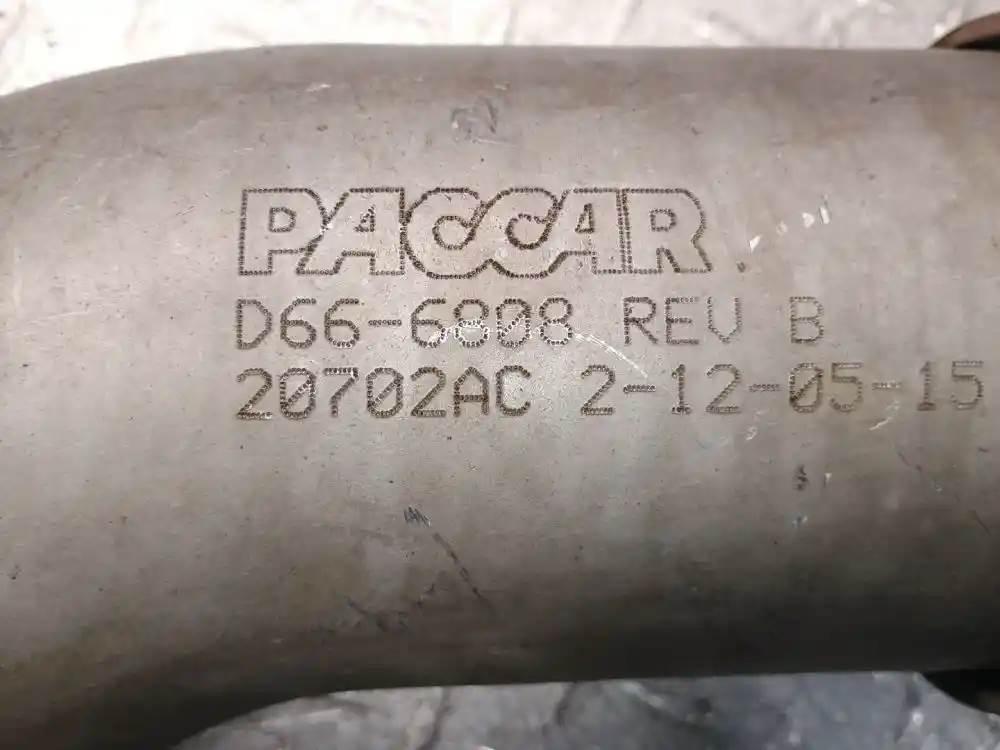 PACCAR
D66-6808 REV B
20702AC 2-12-05-15